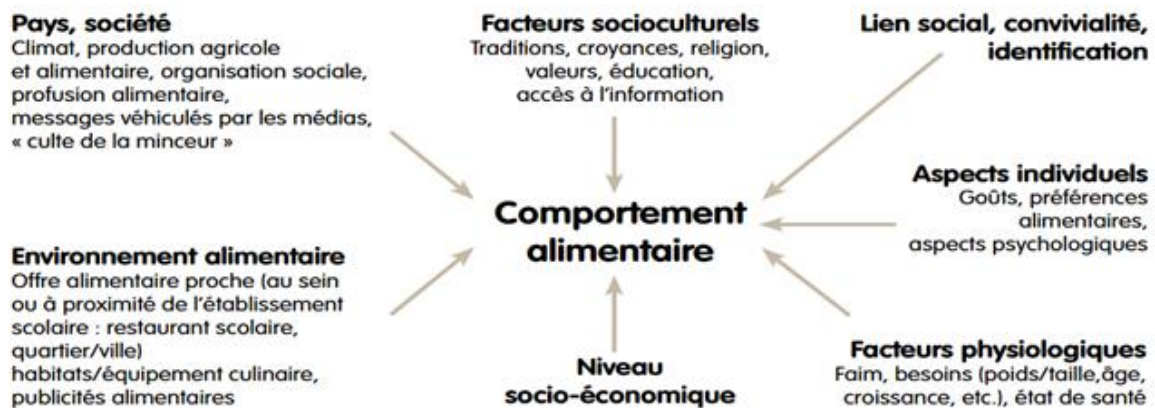 Pays, société
Climat, production agricole
et alimentaire, organisation sociale,
profusion alimentaire,
messages véhiculés par les médias,
« culte de la minceur »
Facteurs socioculturels
Traditions, croyances, religion,
valeurs, éducation,
accès à l'information
Lien social, convivialité,
identification
Aspects individuels
Goûts, préférences
alimentaires,
aspects psychologiques
Comportement
alimentaire
Environnement alimentaire
Offre alimentaire proche (au sein
ou à proximité de l'établissement
scolaire : restaurant scolaire,
quartier/ville)
habitats/équipement culinaire,
publicités alimentaires
Niveau
socio-économique
Facteurs physiologiques
Faim, besoins (poids/taille,âge,
croissance, etc.), état de santé